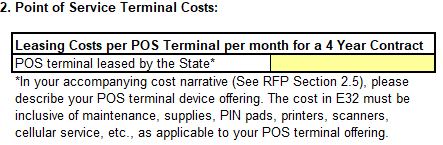 2. Point of Service Terminal Costs:
Leasing Costs per POS Terminal per month for a 4 Year Contract
POS terminal leased by the State*
*In your accompanying cost narrative (See RFP Section 2.5), please
describe your POS terminal device offering. The cost in E32 must be
inclusive of maintenance, supplies, PIN pads, printers, scanners,
cellular service, etc., as applicable to your POS terminal offering.